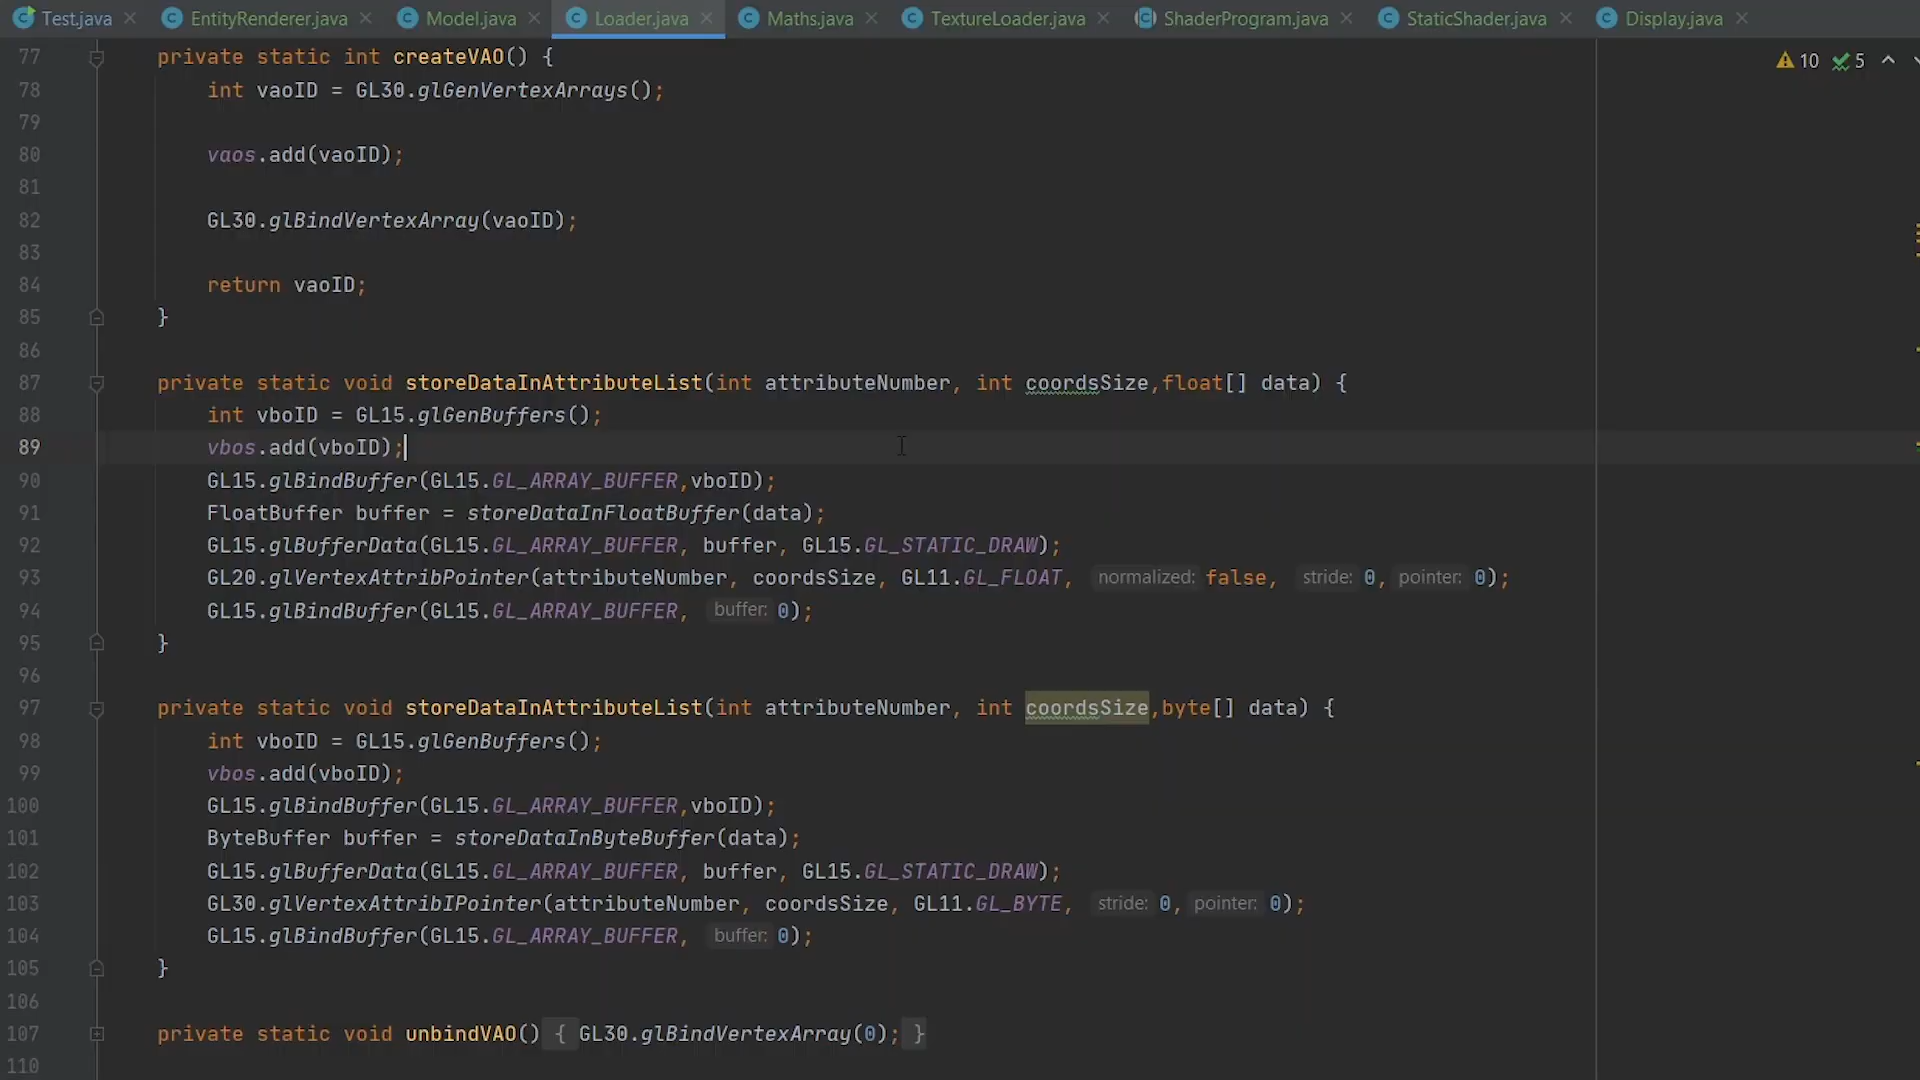 Test.java EntityRenderer.java Model.java Loader.java Maths.java TextureLoader.java ShaderProgram.java StaticShader.java Display.java
10 5
77 private static int createVAO() {
78 int vaoID = GL30.glGenVertexArrays();
79
80 vaos.add(vaoID);
81
82 GL30.glBindVertexArray(vaoID);
83
84 return vaoID;
85 }
86
87 private static void storeDataInAttributeList(int attributeNumber, int coordsSize,float[] data) {
88 int vboID = GL15.glGenBuffers();
89 vbos.add(vboID);
90 GL15.glBindBuffer(GL15.GL_ARRAY_BUFFER,vboID);
91 FloatBuffer buffer = storeDataInFloatBuffer(data);
92 GL15.glBufferData(GL15.GL_ARRAY_BUFFER, buffer, GL15.GL_STATIC_DRAW);
93 GL20.glVertexAttribPointer(attributeNumber, coordsSize, GL11.GL_FLOAT, normalized: false, stride: 0, pointer: 0);
94 GL15.glBindBuffer(GL15.GL_ARRAY_BUFFER, buffer: 0);
95 }
96
97 private static void storeDataInAttributeList(int attributeNumber, int coordsSize,byte[] data) {
98 int vboID = GL15.glGenBuffers();
99 vbos.add(vboID);
100 GL15.glBindBuffer(GL15.GL_ARRAY_BUFFER,vboID);
101 ByteBuffer buffer = storeDataInByteBuffer(data);
102 GL15.glBufferData(GL15.GL_ARRAY_BUFFER, buffer, GL15.GL_STATIC_DRAW);
103 GL30.glVertexAttribIPointer(attributeNumber, coordsSize, GL11.GL_BYTE, stride: 0, pointer: 0);
104 GL15.glBindBuffer(GL15.GL_ARRAY_BUFFER, buffer: 0);
105 }
106
107 private static void unbindVAO() { GL30.glBindVertexArray(0); }
110